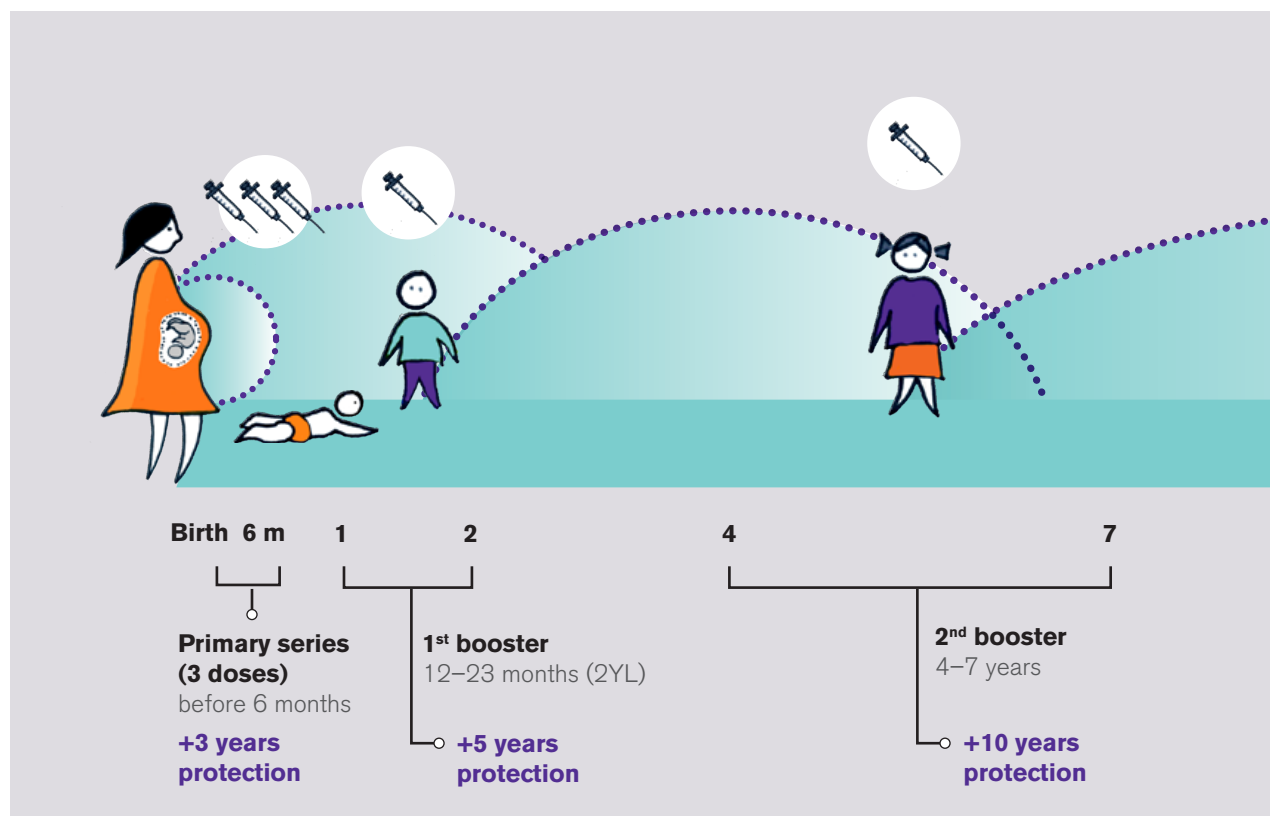 Birth 6 m 1 2 4 7
Primary series
(3 doses)
before 6 months
+3 years
protection
1st booster
12–23 months (2YL)
+5 years
protection
2nd booster
4–7 years
+10 years
protection